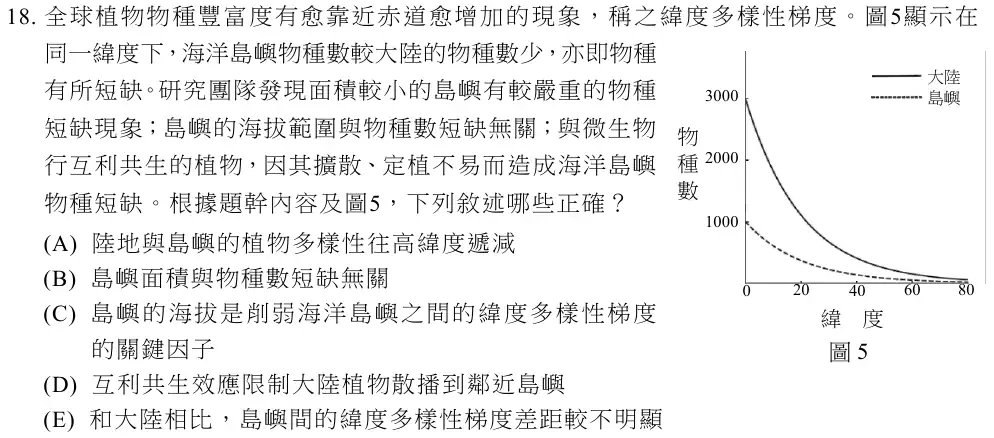 18. 全球植物物種豐富度有愈靠近赤道愈增加的現象，稱之緯度多樣性梯度。圖5顯示在
同一緯度下，海洋島嶼物種數較大陸的物種數少，亦即物種
有所短缺。研究團隊發現面積較小的島嶼有較嚴重的物種
短缺現象；島嶼的海拔範圍與物種數短缺無關；與微生物
行互利共生的植物，因其擴散、定植不易而造成海洋島嶼
物種短缺。根據題幹內容及圖5，下列敘述哪些正確？
(A) 陸地與島嶼的植物多樣性往高緯度遞減
(B) 島嶼面積與物種數短缺無關
(C) 島嶼的海拔是削弱海洋島嶼之間的緯度多樣性梯度
的關鍵因子
(D) 互利共生效應限制大陸植物散播到鄰近島嶼
(E) 和大陸相比，島嶼間的緯度多樣性梯度差距較不明顯
大陸
島嶼
物種數
3000
2000
1000
0 20 40 60 80
緯 度
圖 5